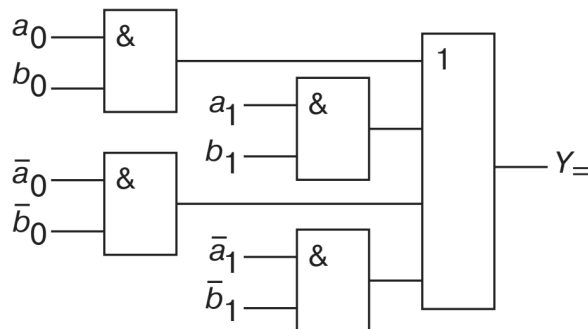 a₀
&
b₀
1
a₁
&
b₁
ā₀
&
b̄₀
Y₌
ā₁
&
b̄₁